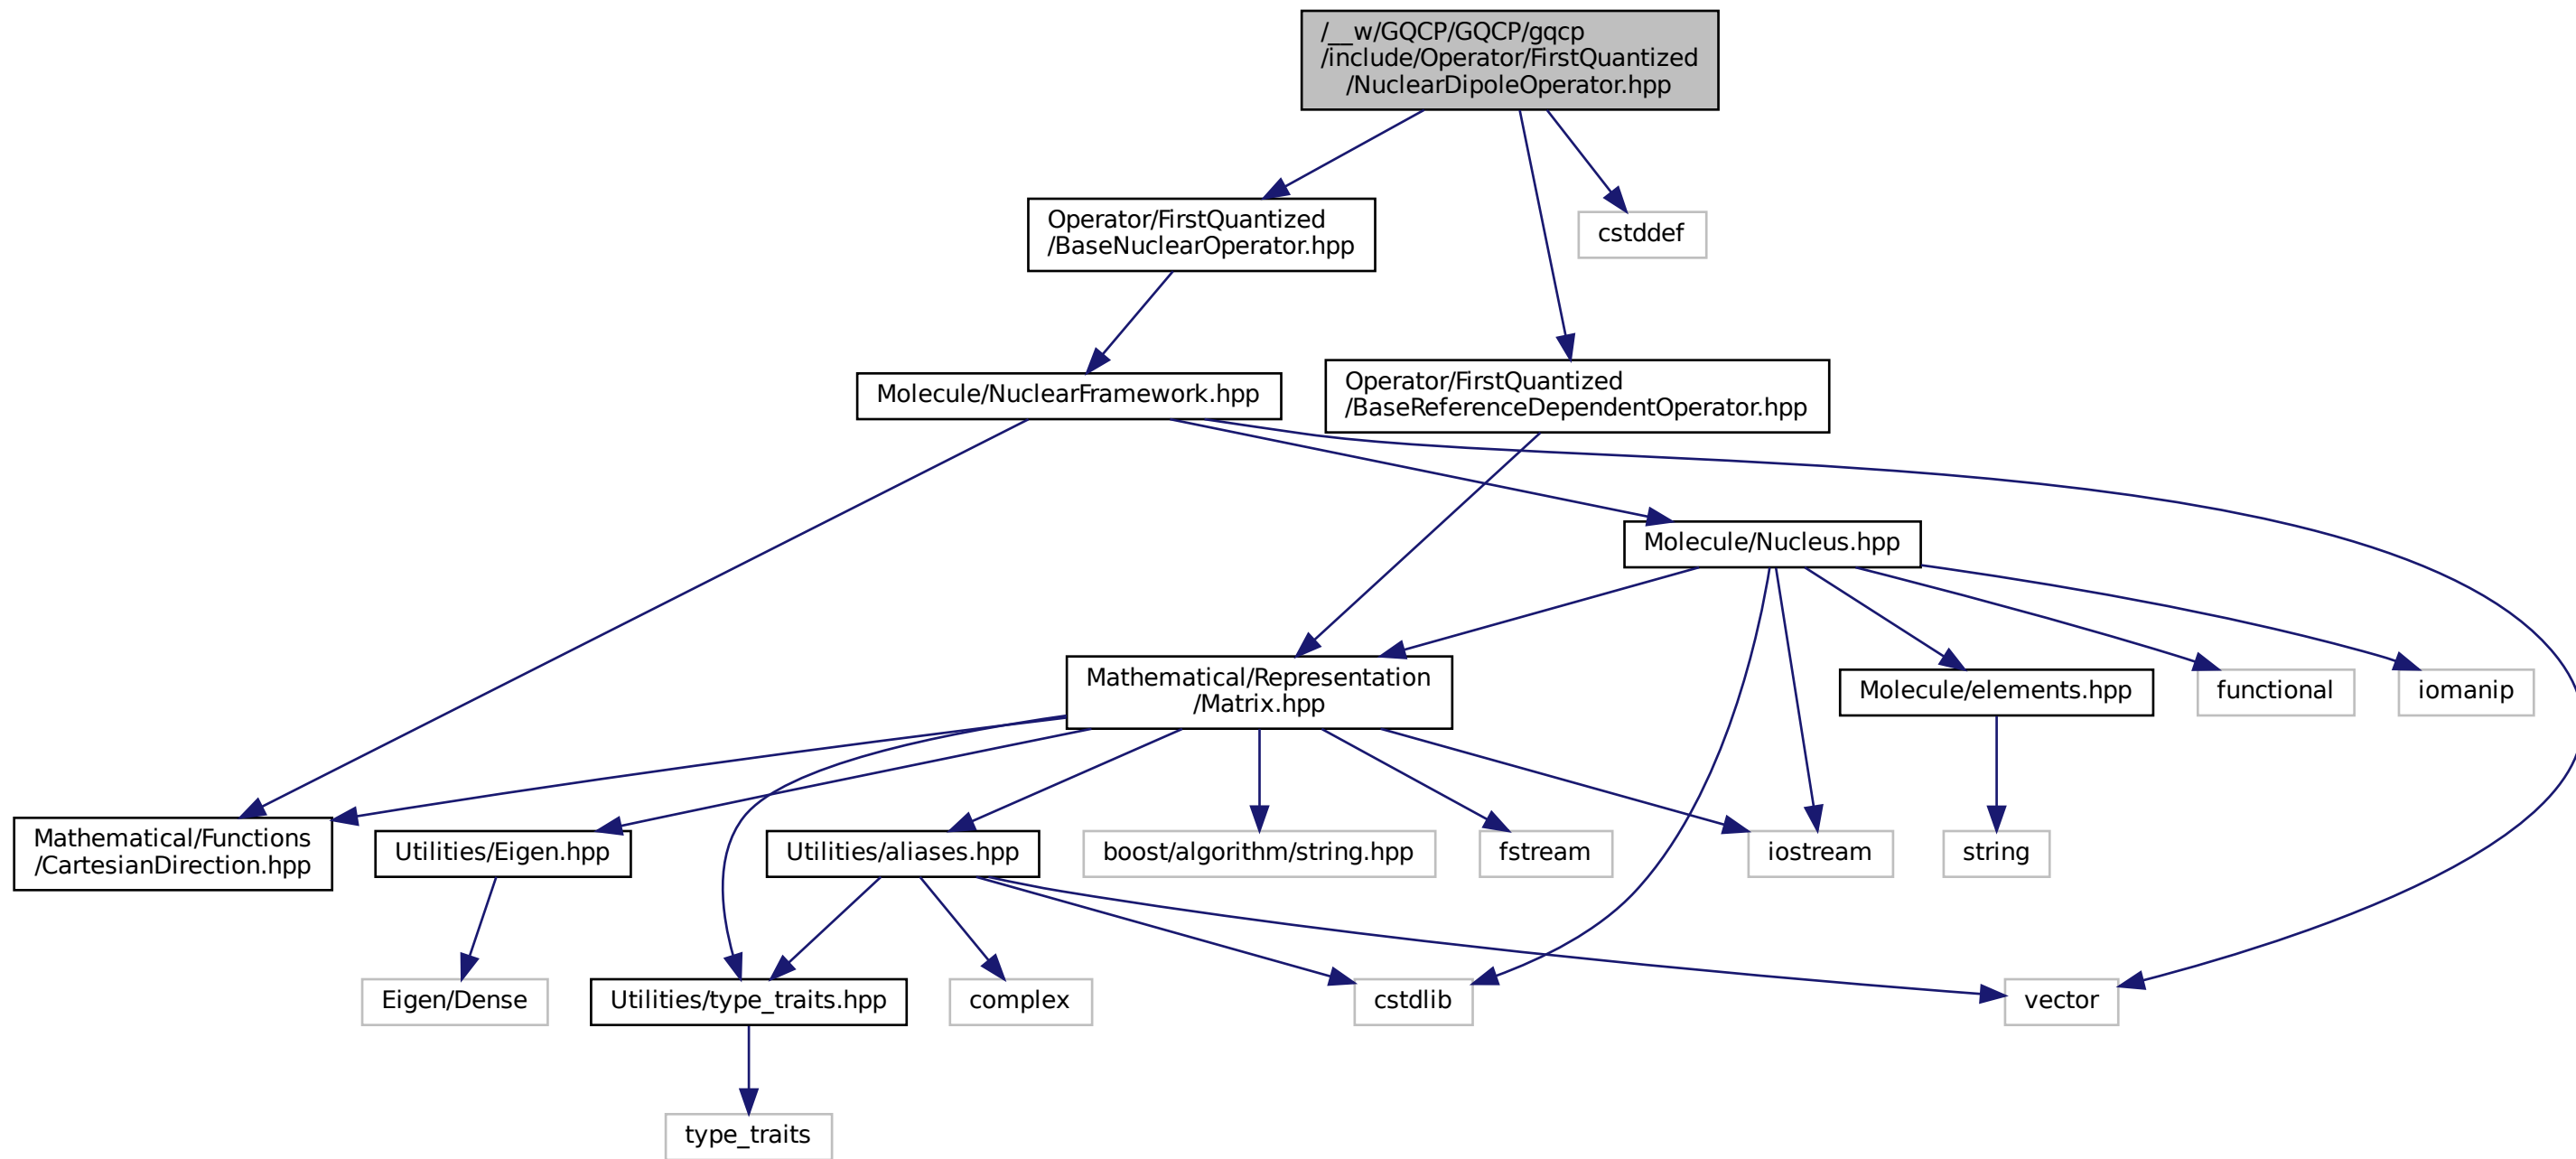 /__w/GQCP/GQCP/gqcp
/include/Operator/FirstQuantized
/NuclearDipoleOperator.hpp
Operator/FirstQuantized
/BaseNuclearOperator.hpp
cstddef
Molecule/NuclearFramework.hpp
Operator/FirstQuantized
/BaseReferenceDependentOperator.hpp
Molecule/Nucleus.hpp
Mathematical/Representation
/Matrix.hpp
Molecule/elements.hpp
functional
iomanip
Mathematical/Functions
/CartesianDirection.hpp
Utilities/Eigen.hpp
Utilities/aliases.hpp
boost/algorithm/string.hpp
fstream
iostream
string
Eigen/Dense
Utilities/type_traits.hpp
complex
cstdlib
vector
type_traits